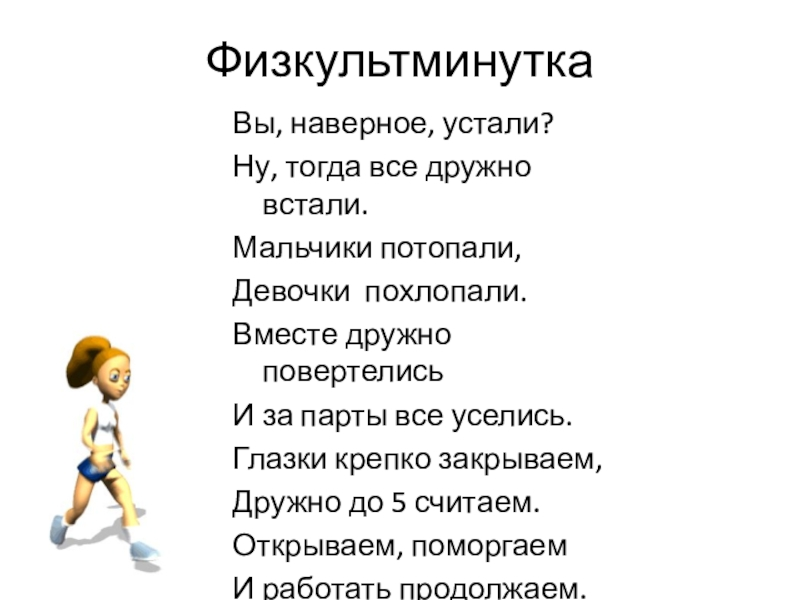 Физкультминутка
Вы, наверное, устали?
Ну, тогда все дружно
встали.
Мальчики потопали,
Девочки  похлопали.
Вместе дружно
повертелись
И за парты все уселись.
Глазки крепко закрываем,
Дружно до 5 считаем.
Открываем, поморгаем
И работать продолжаем.